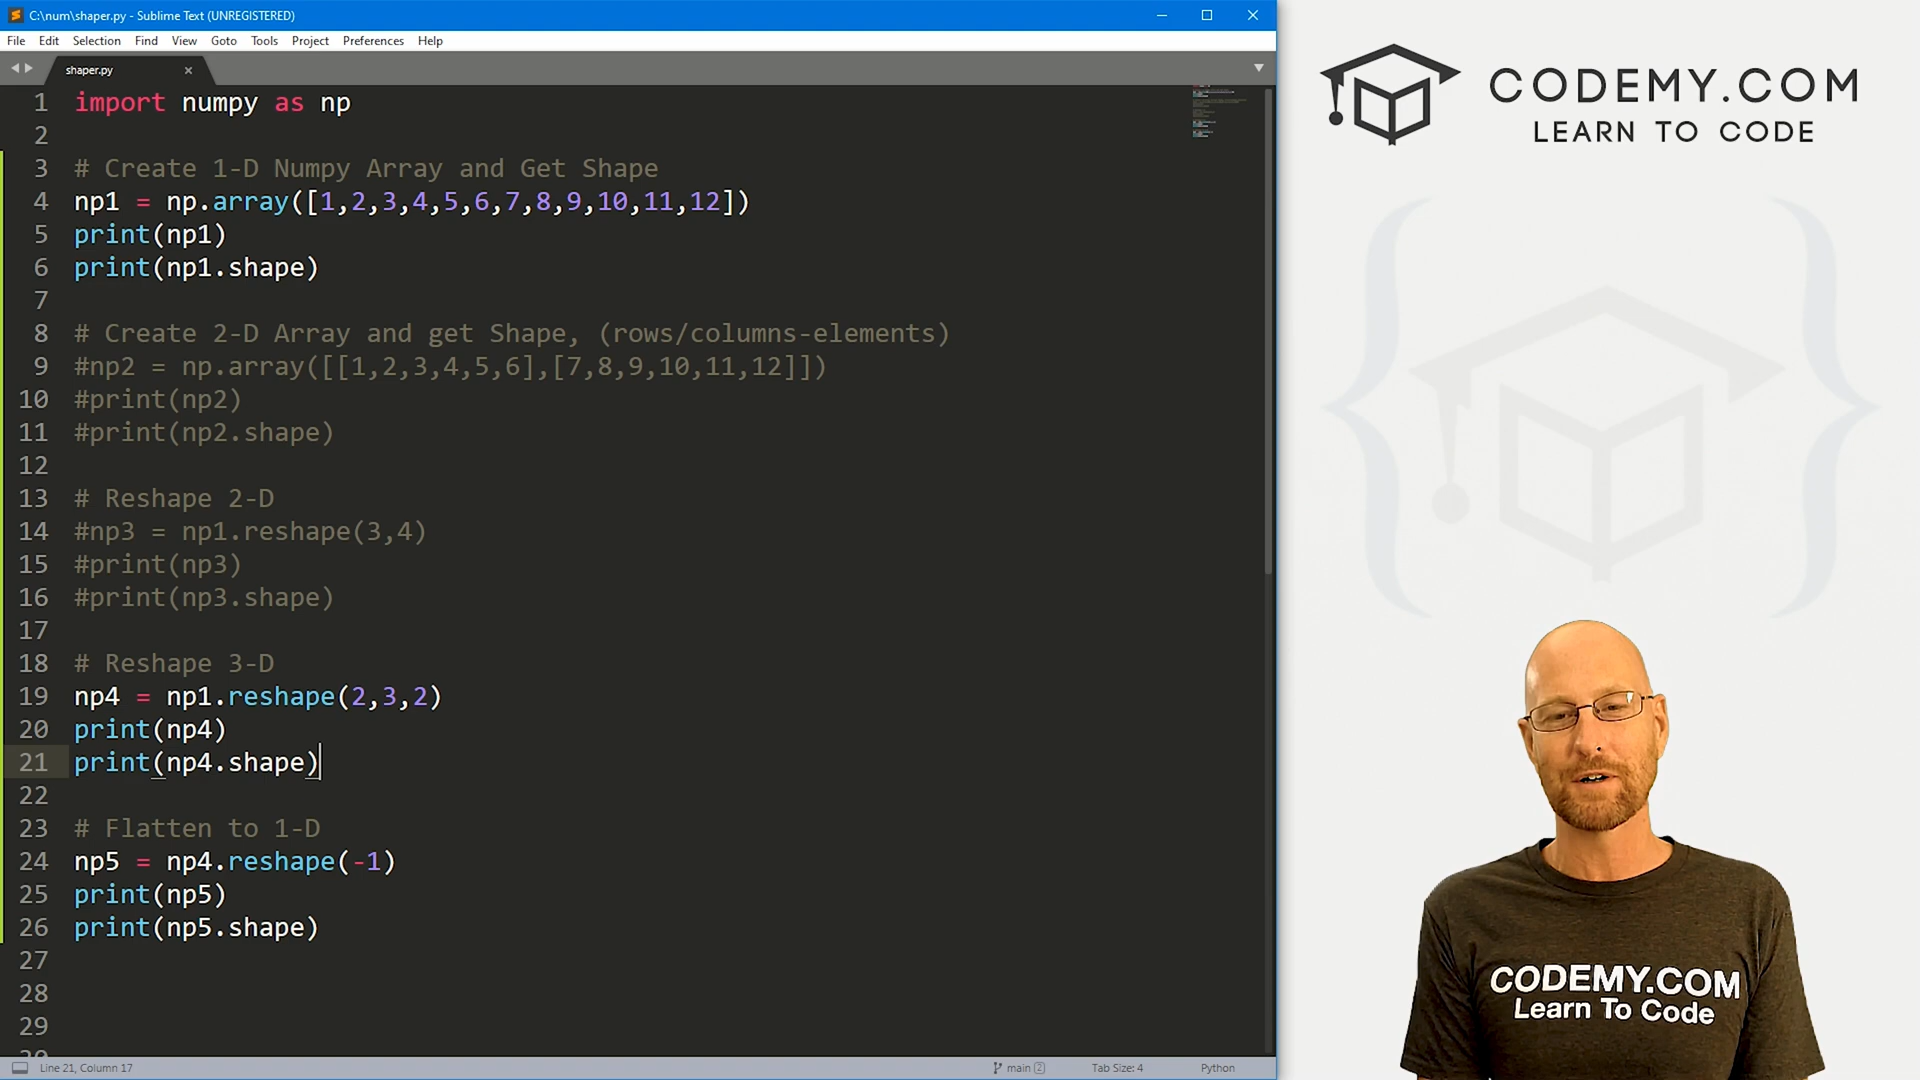 C:\num\shaper.py - Sublime Text (UNREGISTERED)
File Edit Selection Find View Goto Tools Project Preferences Help
shaper.py
1 import numpy as np
2
3 # Create 1-D Numpy Array and Get Shape
4 np1 = np.array([1,2,3,4,5,6,7,8,9,10,11,12])
5 print(np1)
6 print(np1.shape)
7
8 # Create 2-D Array and get Shape, (rows/columns-elements)
9 #np2 = np.array([[1,2,3,4,5,6],[7,8,9,10,11,12]])
10 #print(np2)
11 #print(np2.shape)
12
13 # Reshape 2-D
14 #np3 = np1.reshape(3,4)
15 #print(np3)
16 #print(np3.shape)
17
18 # Reshape 3-D
19 np4 = np1.reshape(2,3,2)
20 print(np4)
21 print(np4.shape)
22
23 # Flatten to 1-D
24 np5 = np4.reshape(-1)
25 print(np5)
26 print(np5.shape)
27
28
29
30
Line 21, Column 17
main 2
Tab Size: 4
Python
CODEMY.COM
LEARN TO CODE
CODEMY.COM
Learn To Code